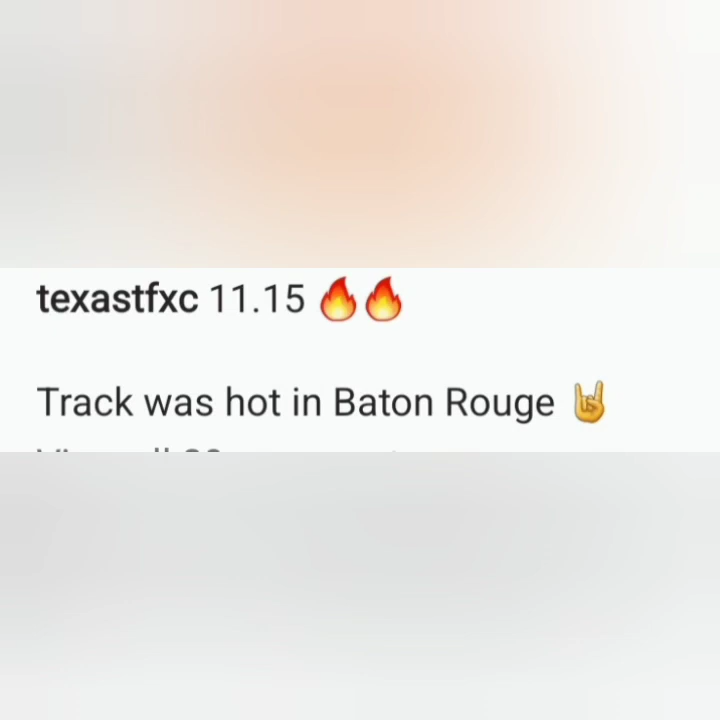 texastfxc 11.15 🔥🔥
Track was hot in Baton Rouge 🤘